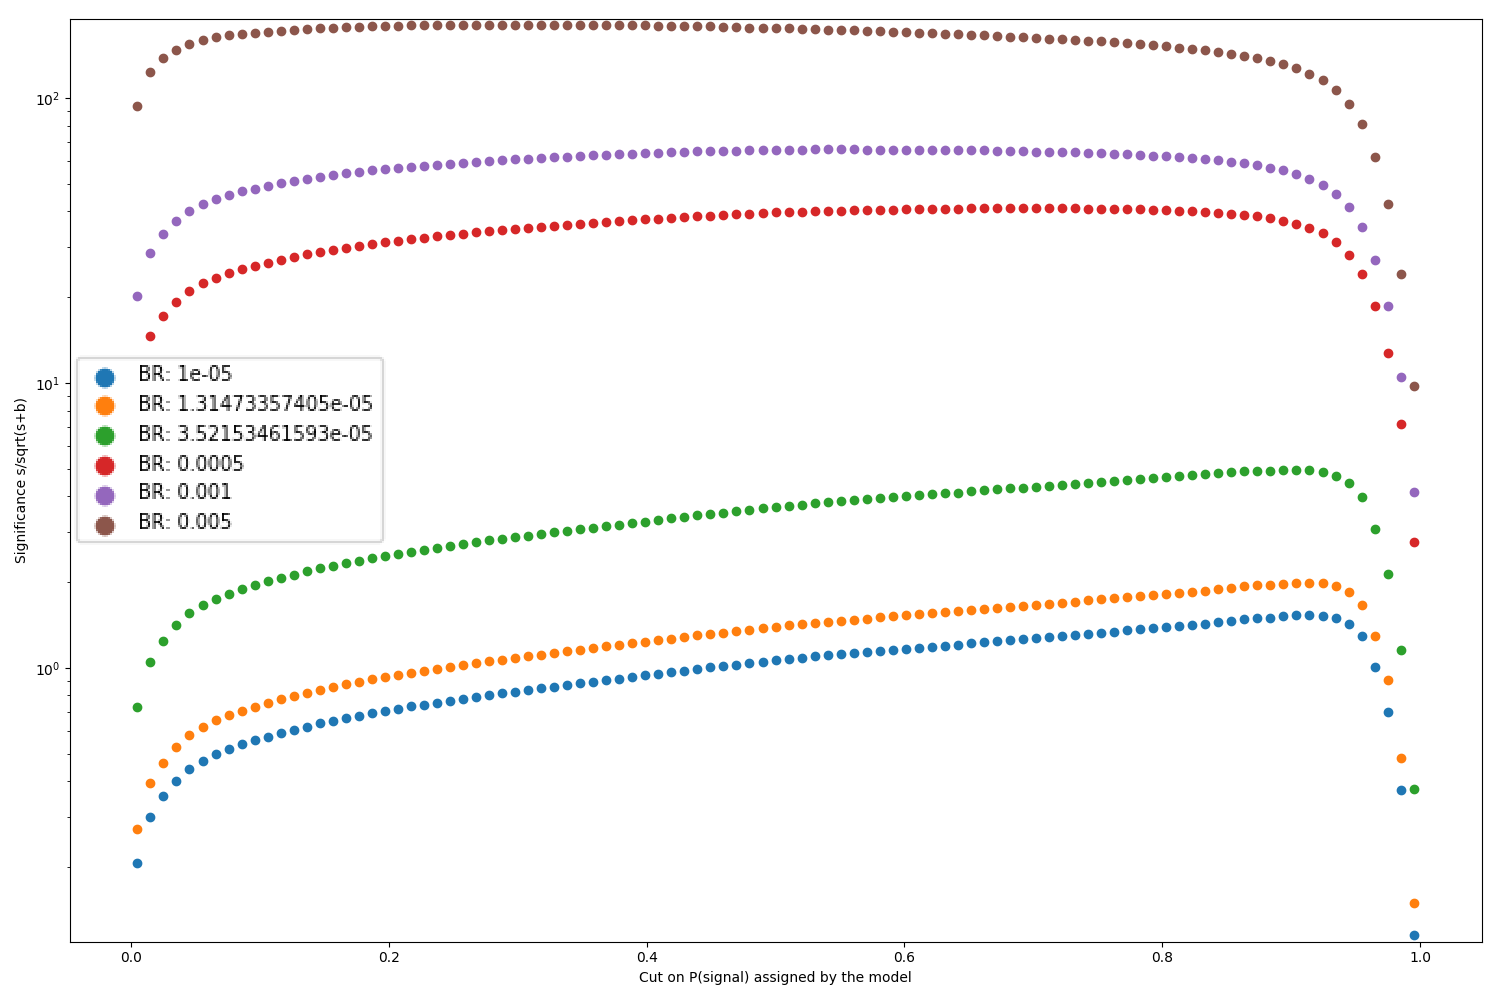 10²
10¹
10⁰
Significance s/sqrt(s+b)
BR: 1e-05
BR: 1.31473357405e-05
BR: 3.52153461593e-05
BR: 0.0005
BR: 0.001
BR: 0.005
0.0 0.2 0.4 0.6 0.8 1.0
Cut on P(signal) assigned by the model